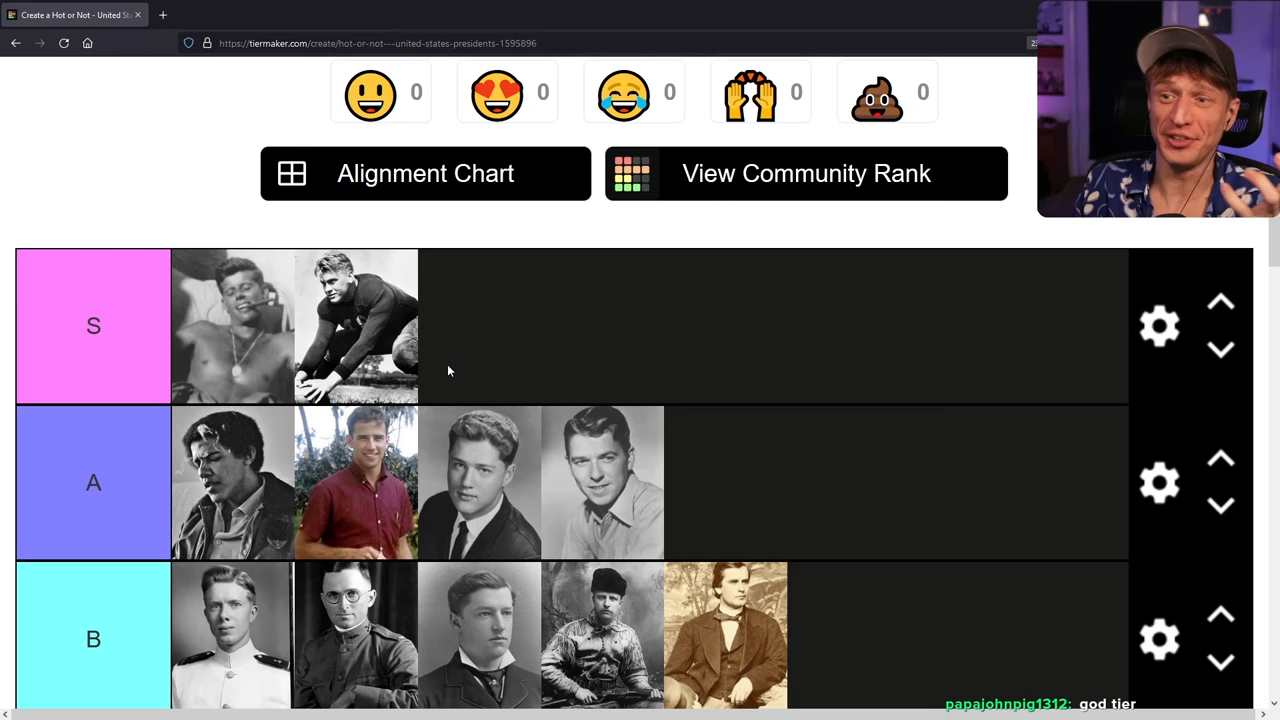 Create a Hot or Not - United St
https://tiermaker.com/create/hot-or-not---united-states-presidents-1595896
0
0
0
0
0
Alignment Chart
View Community Rank
S
A
B
papajohnpig1312: god tier